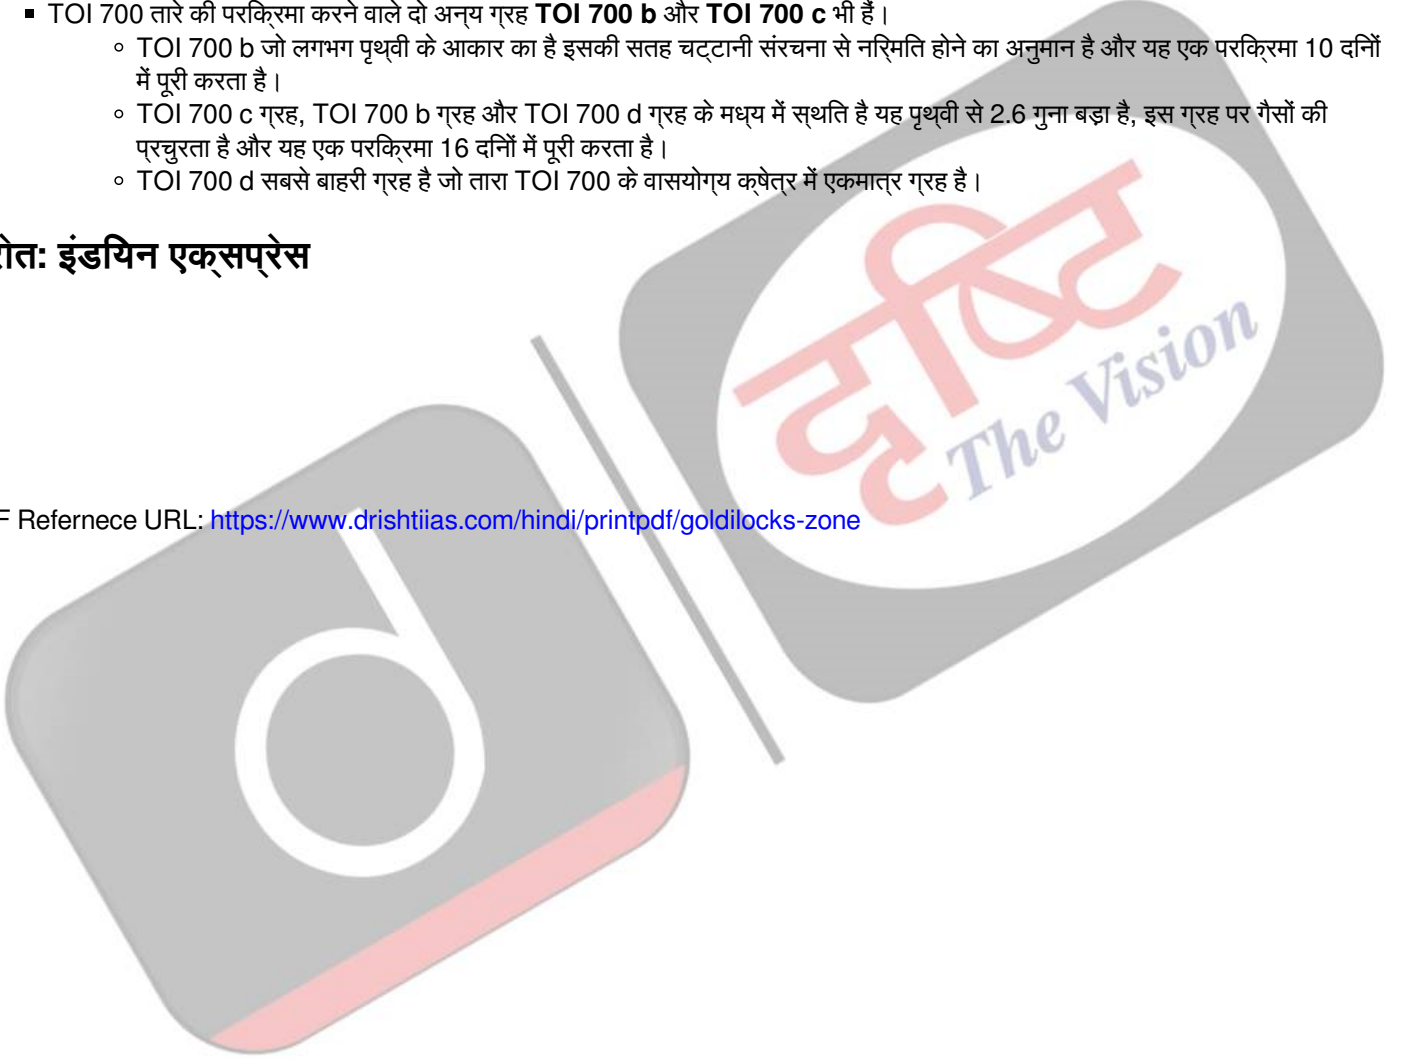 TOI 700 तारे की परिक्रमा करने वाले दो अन्य ग्रह TOI 700 b और TOI 700 c भी हैं।
TOI 700 b जो लगभग पृथ्वी के आकार का है इसकी सतह चट्टानी संरचना से निर्मित होने का अनुमान है और यह एक परिक्रमा 10 दिनों
में पूरी करता है।
TOI 700 c ग्रह, TOI 700 b ग्रह और TOI 700 d ग्रह के मध्य में स्थित है यह पृथ्वी से 2.6 गुना बड़ा है, इस ग्रह पर गैसों की
प्रचुरता है और यह एक परिक्रमा 16 दिनों में पूरी करता है।
TOI 700 d सबसे बाहरी ग्रह है जो तारा TOI 700 के वासयोग्य क्षेत्र में एकमात्र ग्रह है।
रोत: इंडियन एक्सप्रेस
दृष्टि
The Vision
F Refernece URL: https://www.drishtiias.com/hindi/printpdf/goldilocks-zone
d